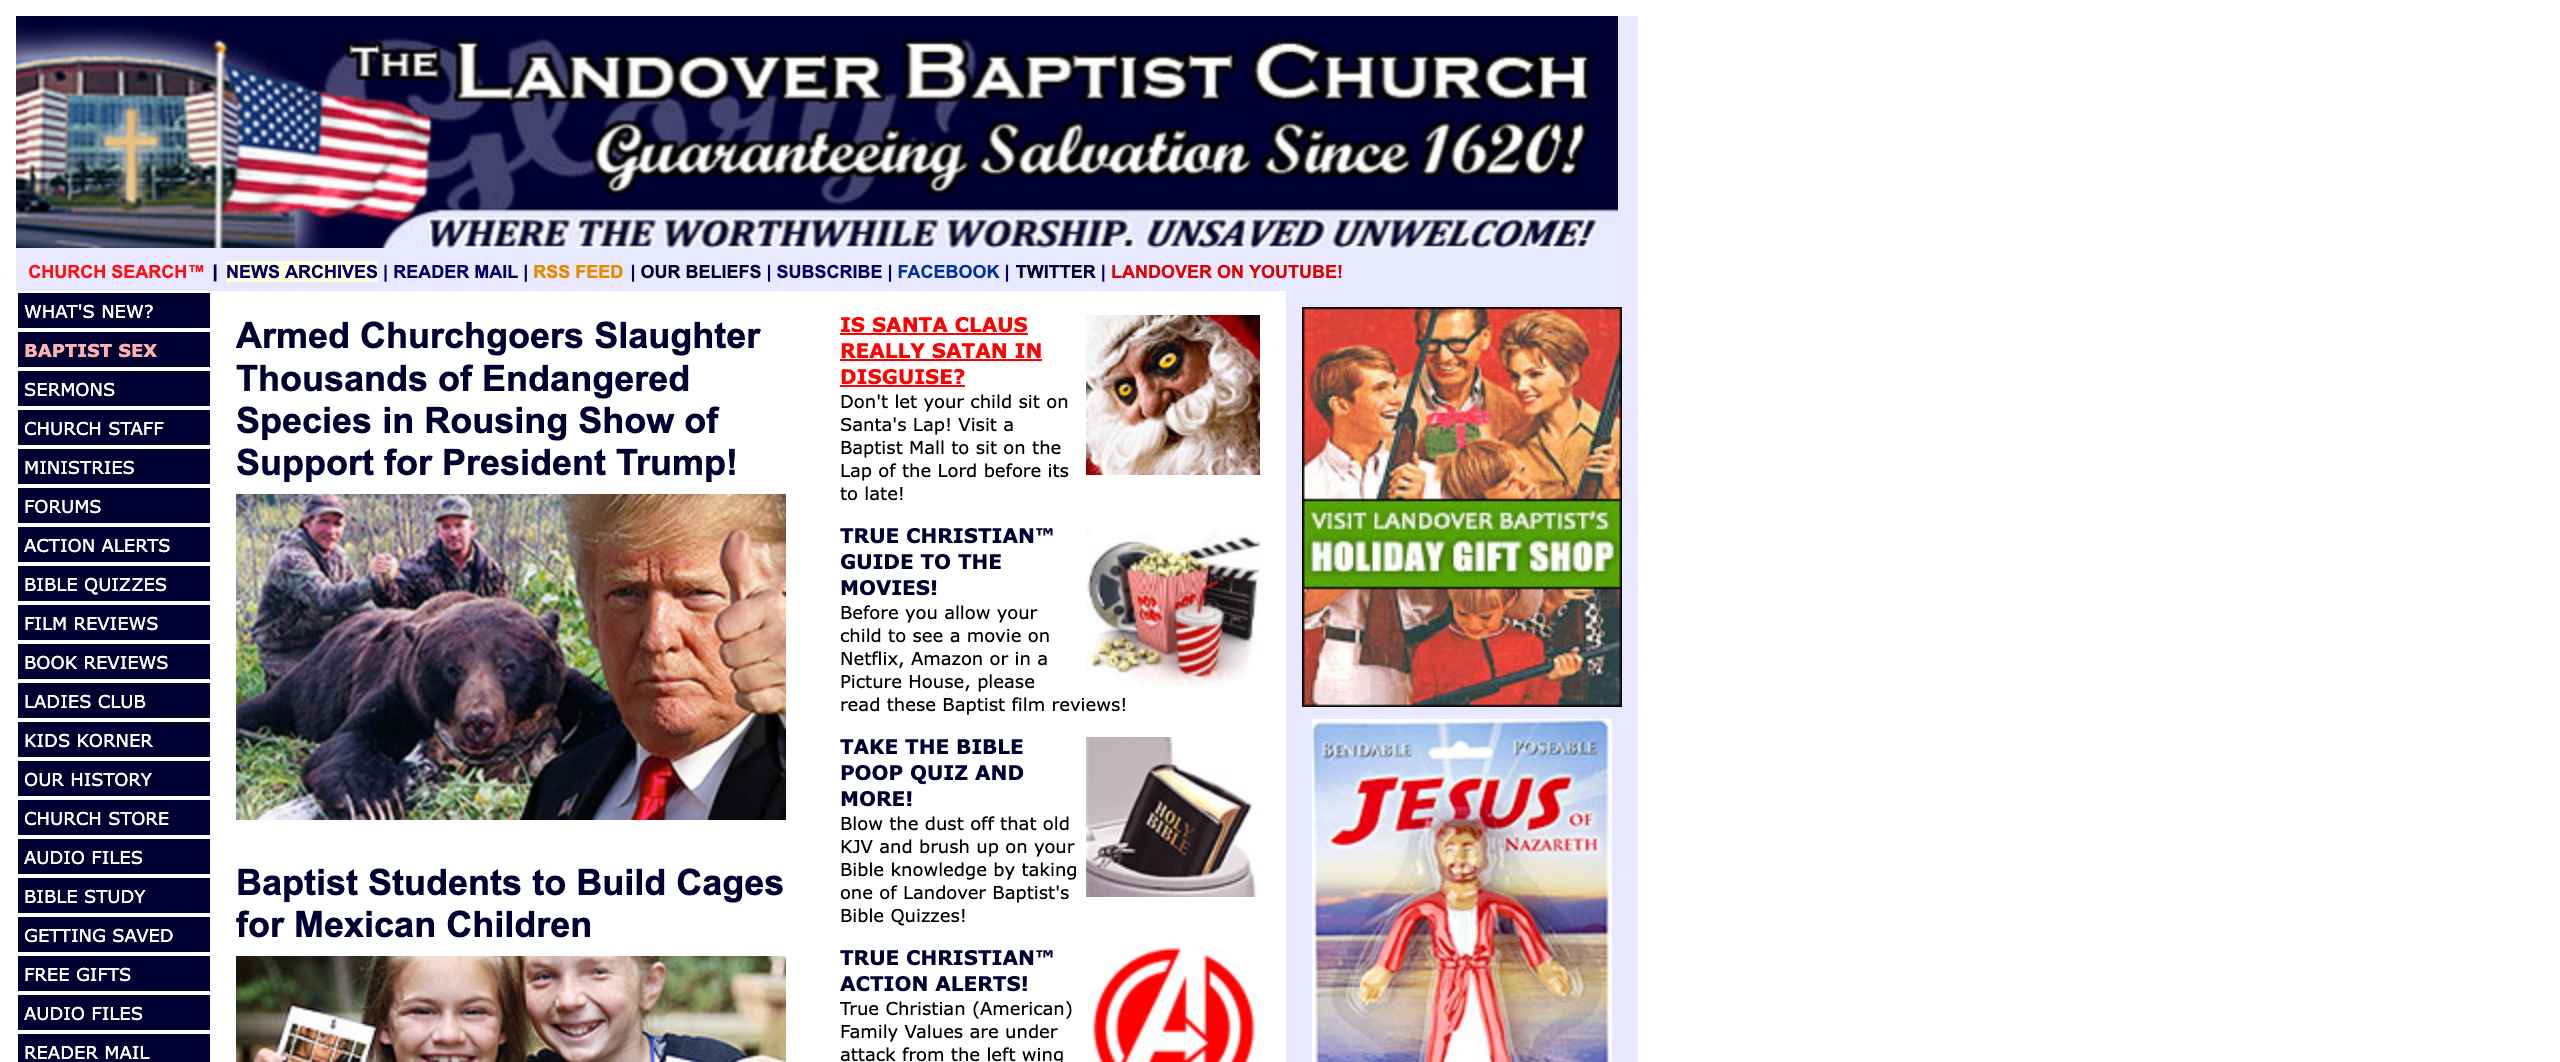 THE LANDOVER BAPTIST CHURCH
Glory!
Guaranteeing Salvation Since 1620!
WHERE THE WORTHWHILE WORSHIP. UNSAVED UNWELCOME!
CHURCH SEARCH™ | NEWS ARCHIVES | READER MAIL | RSS FEED | OUR BELIEFS | SUBSCRIBE | FACEBOOK | TWITTER | LANDOVER ON YOUTUBE!
WHAT'S NEW?
BAPTIST SEX
SERMONS
CHURCH STAFF
MINISTRIES
FORUMS
ACTION ALERTS
BIBLE QUIZZES
FILM REVIEWS
BOOK REVIEWS
LADIES CLUB
KIDS KORNER
OUR HISTORY
CHURCH STORE
AUDIO FILES
BIBLE STUDY
GETTING SAVED
FREE GIFTS
AUDIO FILES
READER MAIL
Armed Churchgoers Slaughter
Thousands of Endangered
Species in Rousing Show of
Support for President Trump!
Baptist Students to Build Cages
for Mexican Children
IS SANTA CLAUS
REALLY SATAN IN
DISGUISE?
Don't let your child sit on
Santa's Lap! Visit a
Baptist Mall to sit on the
Lap of the Lord before its
to late!
TRUE CHRISTIAN™
GUIDE TO THE
MOVIES!
Before you allow your
child to see a movie on
Netflix, Amazon or in a
Picture House, please
read these Baptist film reviews!
TAKE THE BIBLE
POOP QUIZ AND
MORE!
Blow the dust off that old
KJV and brush up on your
Bible knowledge by taking
one of Landover Baptist's
Bible Quizzes!
HOLY
BIBLE
TRUE CHRISTIAN™
ACTION ALERTS!
True Christian (American)
Family Values are under
attack from the left wing
VISIT LANDOVER BAPTIST'S
HOLIDAY GIFT SHOP
BENDABLE POSEABLE
JESUS
OF
NAZARETH